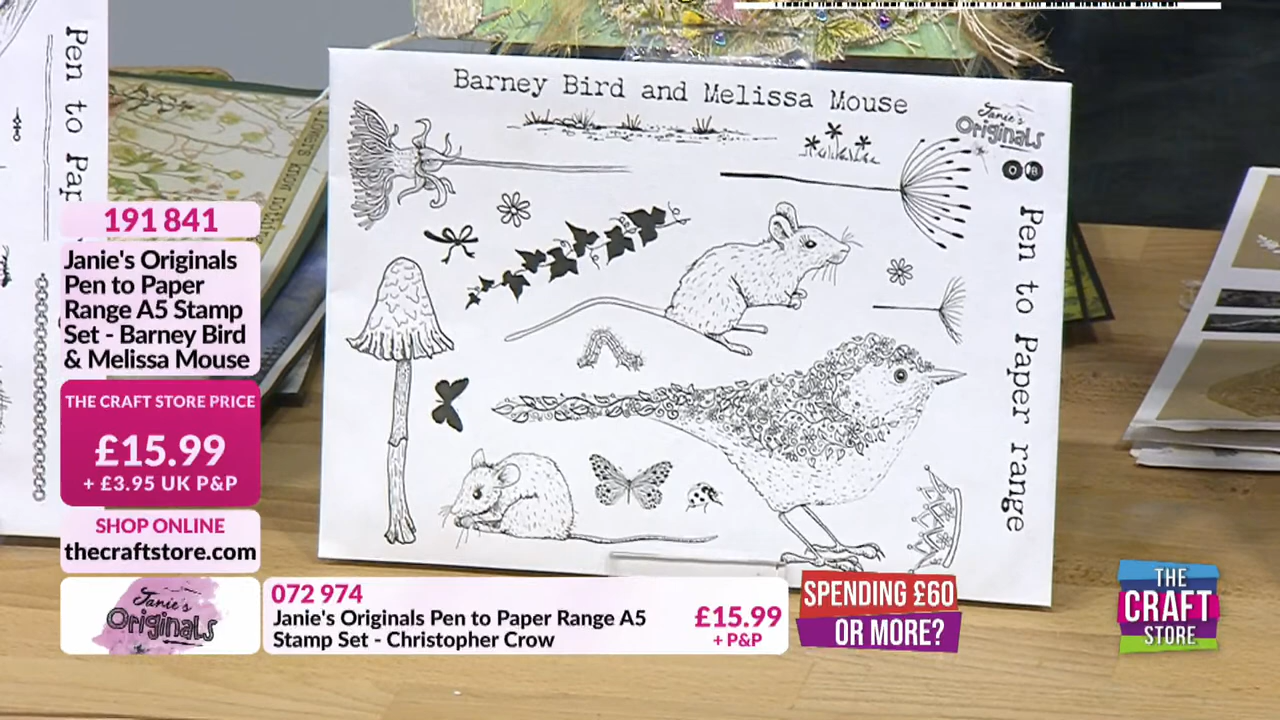 Barney Bird and Melissa Mouse
Janie's
Originals
Pen to Paper range
Pen to Pap
191 841
Janie's Originals
Pen to Paper
Range A5 Stamp
Set - Barney Bird
& Melissa Mouse
THE CRAFT STORE PRICE
£15.99
+ £3.95 UK P&P
SHOP ONLINE
thecraftstore.com
Janie's
Originals
072 974
Janie's Originals Pen to Paper Range A5
Stamp Set - Christopher Crow
£15.99
+ P&P
SPENDING £60
OR MORE?
THE
CRAFT
STORE